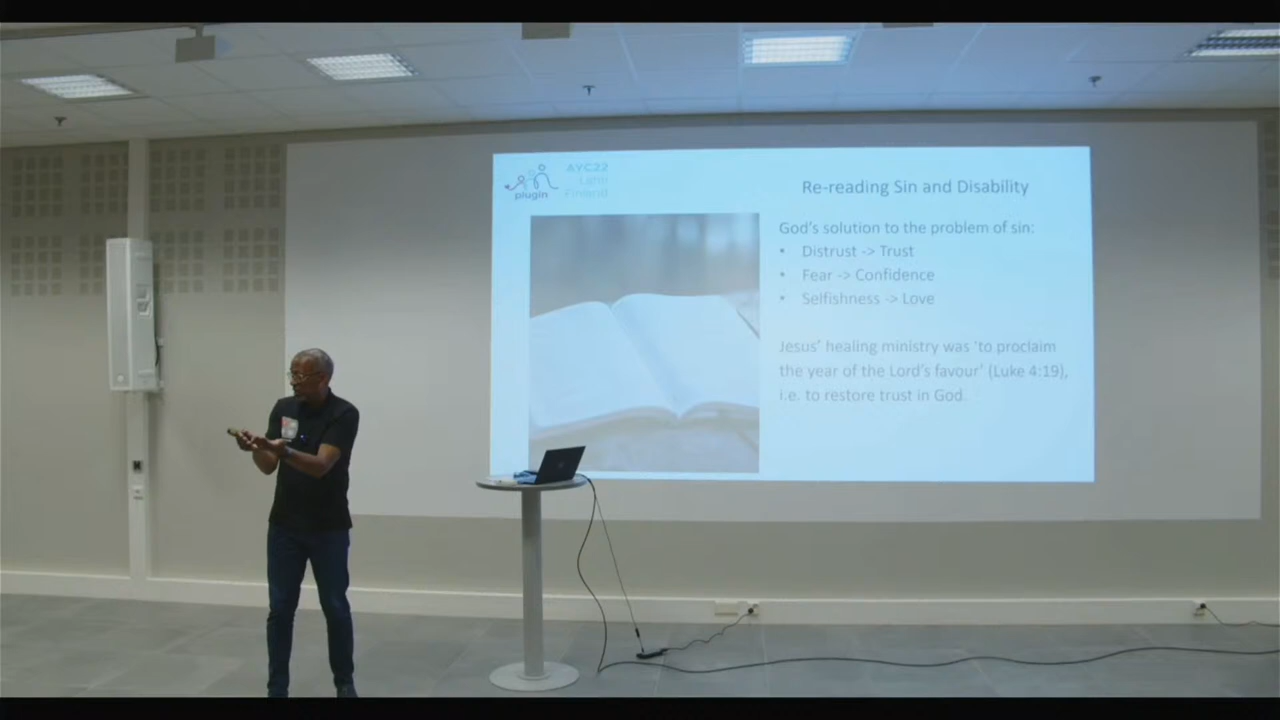 plugin
AYC22
Lahti
Finland
Re-reading Sin and Disability
God's solution to the problem of sin:
• Distrust -> Trust
• Fear -> Confidence
• Selfishness -> Love
Jesus' healing ministry was 'to proclaim
the year of the Lord's favour' (Luke 4:19),
i.e. to restore trust in God.